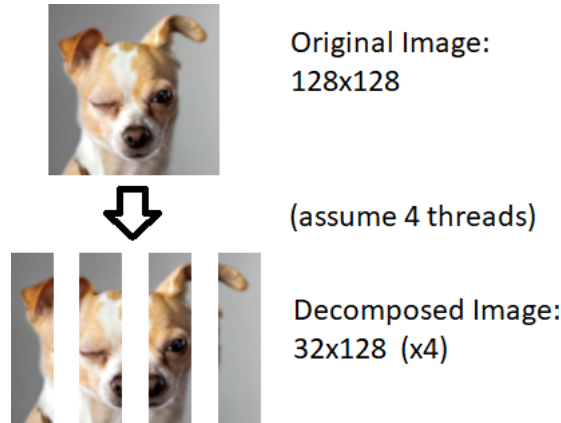 Original Image:
128x128
(assume 4 threads)
Decomposed Image:
32x128 (x4)